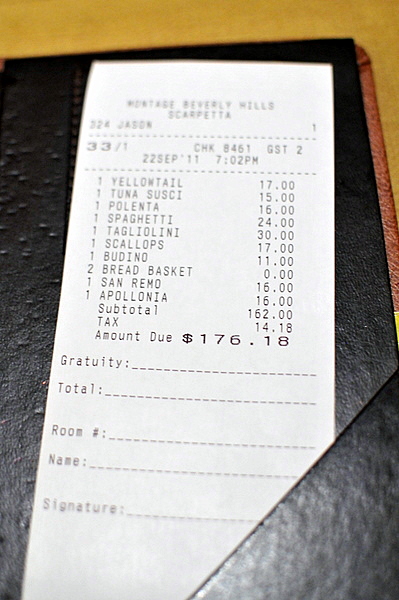 MONTAGE BEVERLY HILLS
SCARPETTA
324 JASON 1
33/1 CHK 8461 GST 2
22SEP'11 7:02PM
1 YELLOWTAIL 17.00
1 TUNA SUSCI 15.00
1 POLENTA 16.00
1 SPAGHETTI 24.00
1 TAGLIOLINI 30.00
1 SCALLOPS 17.00
1 BUDINO 11.00
2 BREAD BASKET 0.00
1 SAN REMO 16.00
1 APOLLONIA 16.00
Subtotal 162.00
TAX 14.18
Amount Due $176.18
Gratuity:
Total:
Room #:
Name:
Signature: